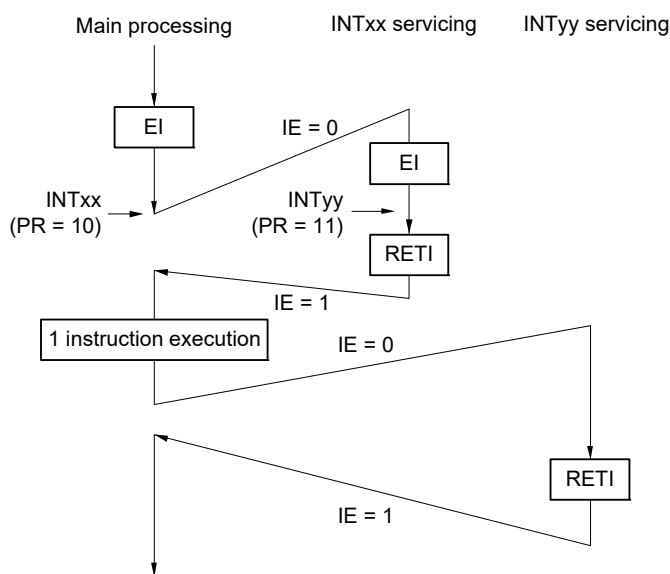 Main processing
INTxx servicing
INTyy servicing
EI
IE = 0
EI
INTxx
(PR = 10)
INTyy
(PR = 11)
RETI
IE = 1
1 instruction execution
IE = 0
RETI
IE = 1